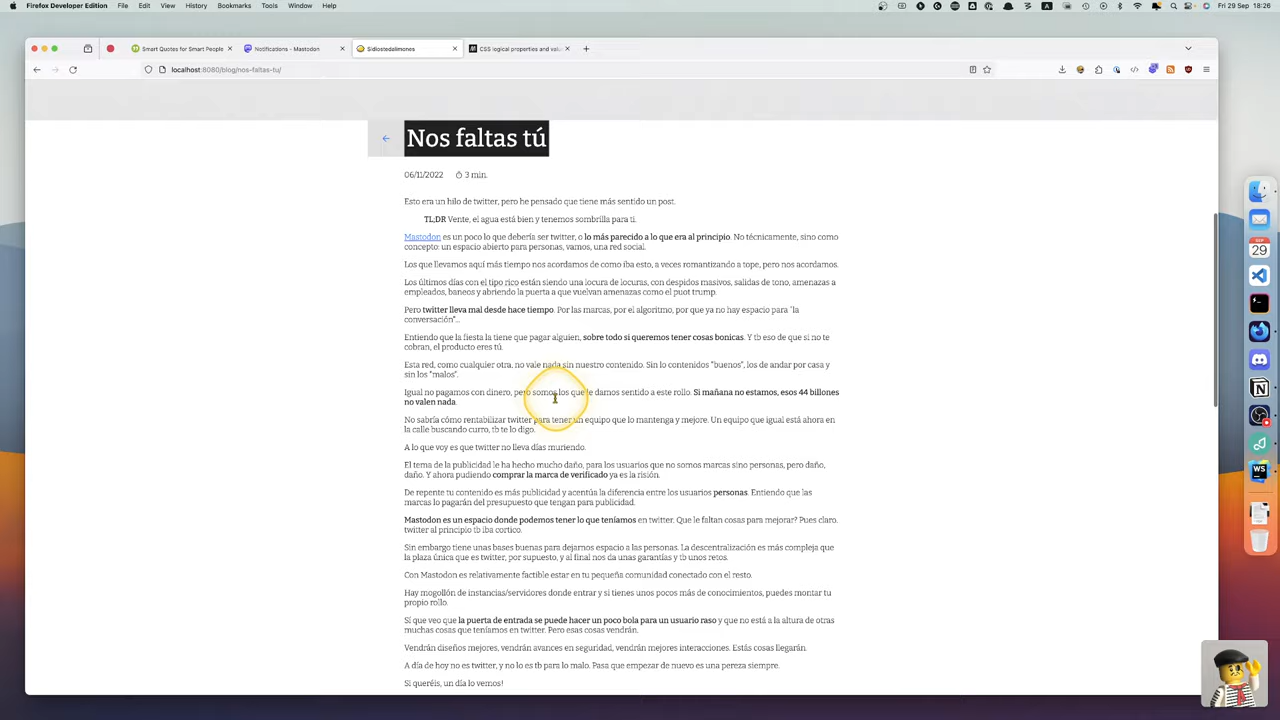 Firefox Developer Edition File Edit View History Bookmarks Tools Window Help Fri 29 Sep 18:26
Smart Quotes for Smart People Notifications - Mastodon Sidiostedalimones CSS logical properties and valu
localhost:8080/blog/nos-faltas-tu/
Nos faltas tú
06/11/2022 3 min.
Esto era un hilo de twitter, pero he pensado que tiene más sentido un post.
TL;DR Vente, el agua está bien y tenemos sombrilla para ti.
Mastodon es un poco lo que debería ser twitter, o lo más parecido a lo que era al principio. No técnicamente, sino como
concepto: un espacio abierto para personas, vamos, una red social.
Los que llevamos aquí más tiempo nos acordamos de como iba esto, a veces romantizando a tope, pero nos acordamos.
Los últimos días con el tipo rico están siendo una locura de locuras, con despidos masivos, salidas de tono, amenazas a
empleados, baneos y abriendo la puerta a que vuelvan amenazas como el puot trump.
Pero twitter lleva mal desde hace tiempo. Por las marcas, por el algoritmo, por que ya no hay espacio para "la
conversación"...
Entiendo que la fiesta la tiene que pagar alguien, sobre todo si queremos tener cosas bonicas. Y tb eso de que si no te
cobran, el producto eres tú.
Esta red, como cualquier otra, no vale nada sin nuestro contenido. Sin lo contenidos "buenos", los de andar por casa y
sin los "malos".
Igual no pagamos con dinero, pero somos los que le damos sentido a este rollo. Si mañana no estamos, esos 44 billones
no valen nada.
No sabría cómo rentabilizar twitter para tener un equipo que lo mantenga y mejore. Un equipo que igual está ahora en
la calle buscando curro, tb te lo digo.
A lo que voy es que twitter no lleva días muriendo.
El tema de la publicidad le ha hecho mucho daño, para los usuarios que no somos marcas sino personas, pero daño,
daño. Y ahora pudiendo comprar la marca de verificado ya es la risión.
De repente tu contenido es más publicidad y acentúa la diferencia entre los usuarios personas. Entiendo que las
marcas lo pagarán del presupuesto que tengan para publicidad.
Mastodon es un espacio donde podemos tener lo que teníamos en twitter. Que le faltan cosas para mejorar? Pues claro.
twitter al principio tb iba cortico.
Sin embargo tiene unas bases buenas para dejarnos espacio a las personas. La descentralización es más compleja que
la plaza única que es twitter, por supuesto, y al final nos da unas garantías y tb unos retos.
Con Mastodon es relativamente factible estar en tu pequeña comunidad conectado con el resto.
Hay mogollón de instancias/servidores donde entrar y si tienes unos pocos más de conocimientos, puedes montar tu
propio rollo.
Sí que veo que la puerta de entrada se puede hacer un poco bola para un usuario raso y que no está a la altura de otras
muchas cosas que teníamos en twitter. Pero esas cosas vendrán.
Vendrán diseños mejores, vendrán avances en seguridad, vendrán mejores interacciones. Estás cosas llegarán.
A día de hoy no es twitter, y no lo es tb para lo malo. Pasa que empezar de nuevo es una pereza siempre.
Si queréis, un día lo vemos!
SEP
29
WS